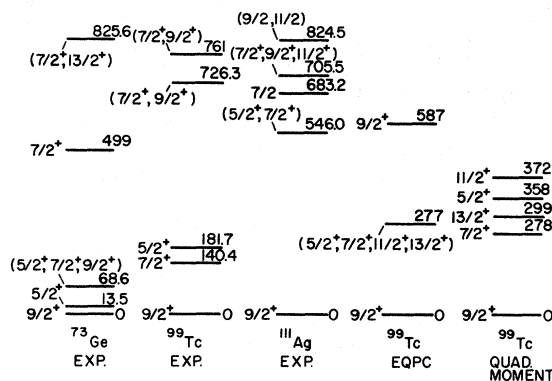 825.6
(7/2⁺,13/2⁺)
7/2⁺ 499
(5/2⁺,7/2⁺,9/2⁺)
68.6
5/2⁺
13.5
9/2⁺ 0
⁷³Ge
EXP.
(7/2⁺,9/2⁺)
761
726.3
(7/2⁺,9/2⁺)
5/2⁺ 181.7
7/2⁺ 140.4
9/2⁺ 0
⁹⁹Tc
EXP.
(9/2,11/2)
824.5
(7/2⁺,9/2⁺,11/2⁺)
705.5
7/2 683.2
(5/2⁺,7/2⁺)
546.0
9/2⁺ 0
¹¹¹Ag
EXP.
9/2⁺ 587
277
(5/2⁺,7/2⁺,11/2⁺,13/2⁺)
9/2⁺ 0
⁹⁹Tc
EQPC
11/2⁺ 372
5/2⁺ 358
13/2⁺ 299
7/2⁺ 278
9/2⁺ 0
⁹⁹Tc
QUAD.
MOMENT